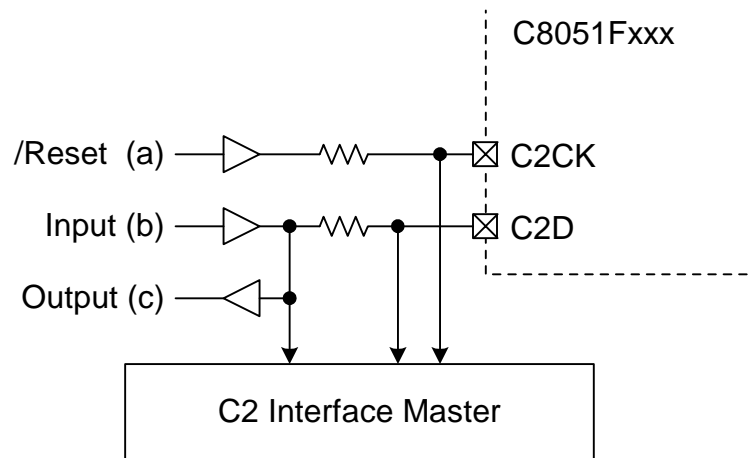 C8051Fxxx
/Reset (a)
C2CK
Input (b)
C2D
Output (c)
C2 Interface Master